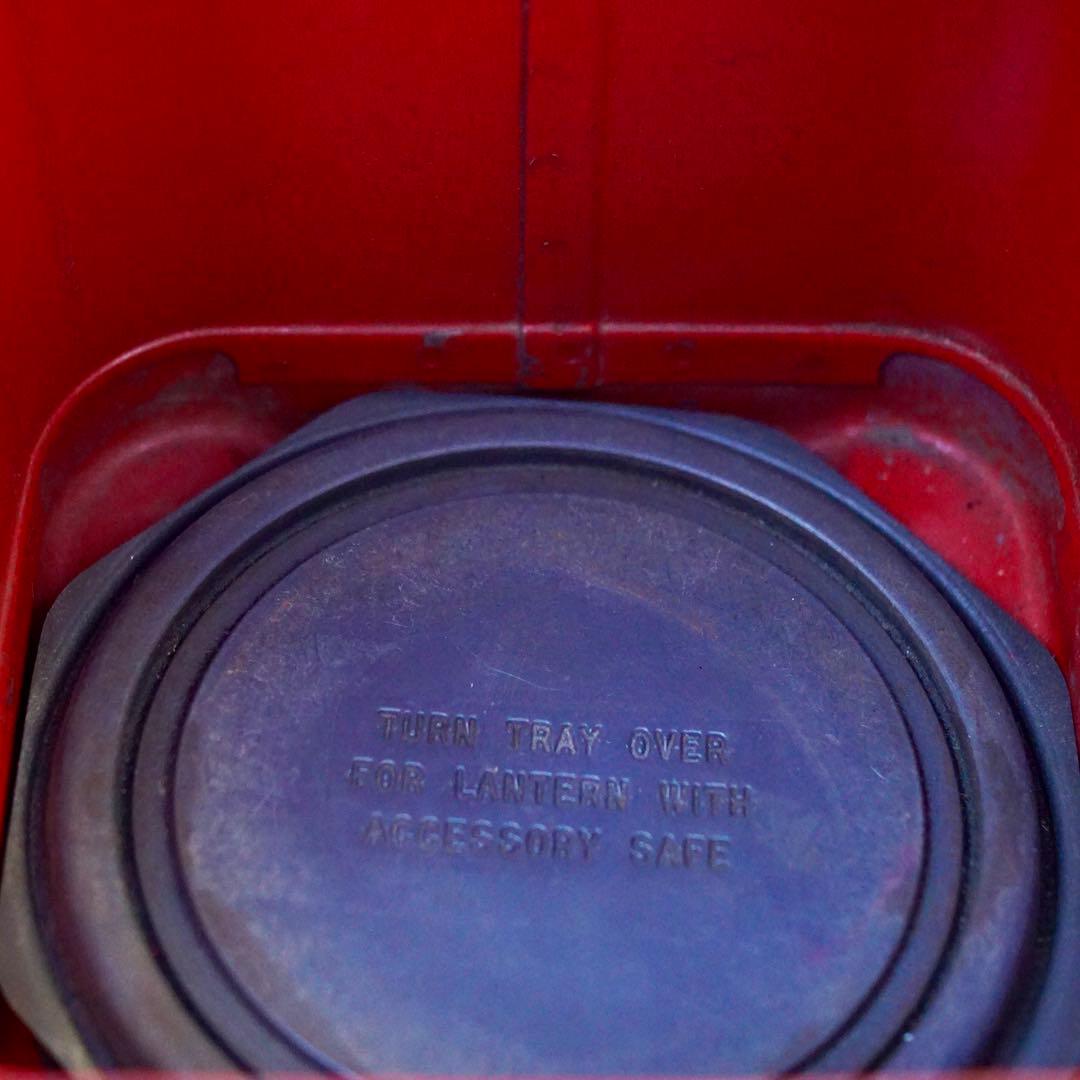 TURN TRAY OVER
FOR LANTERN WITH
ACCESSORY SAFE